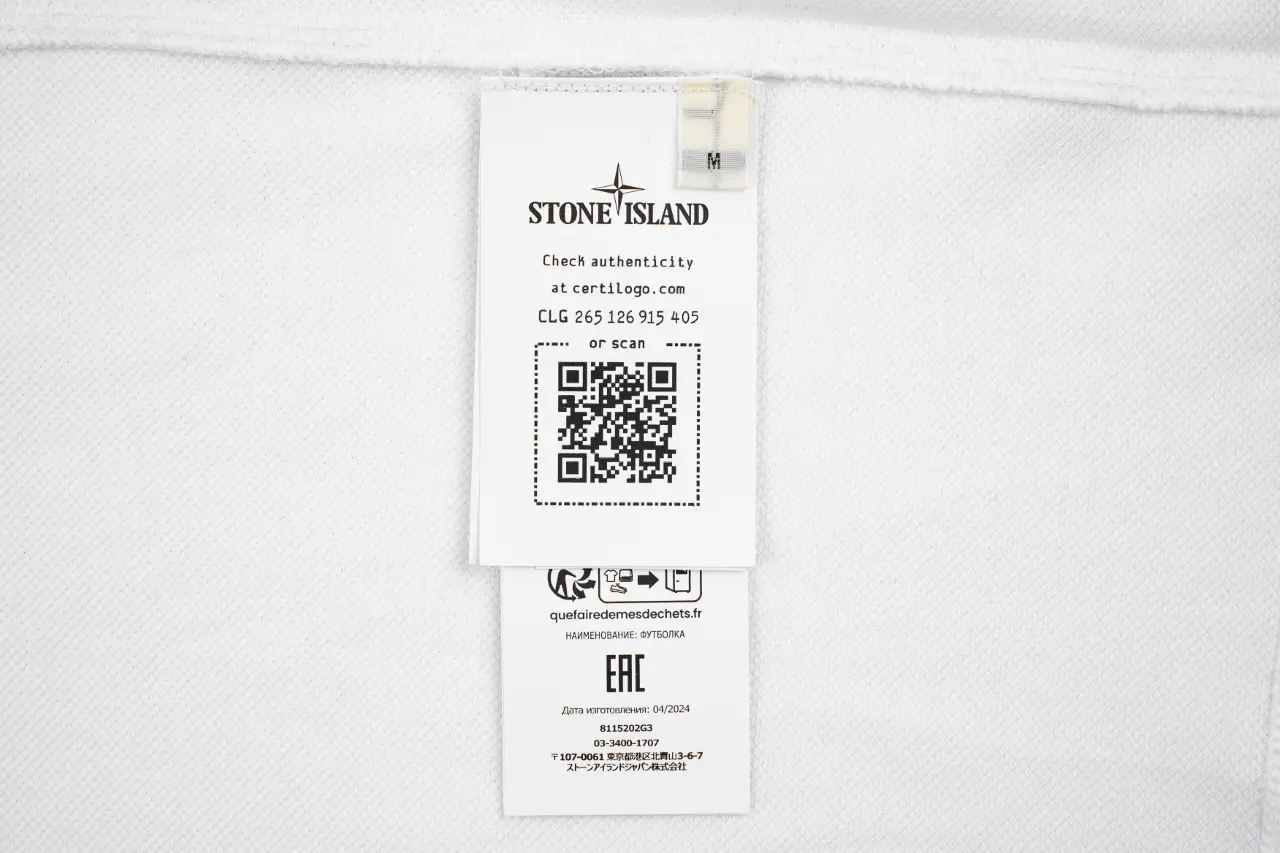 M
STONE ISLAND
Check authenticity
at certilogo.com
CLG 265 126 915 405
or scan
quefairedemesdechets.fr
НАИМЕНОВАНИЕ: ФУТБОЛКА
EAC
Дата изготовления: 04/2024
8115202G3
03-3400-1707
〒107-0061 東京都港区北青山3-6-7
ストーンアイランドジャパン株式会社